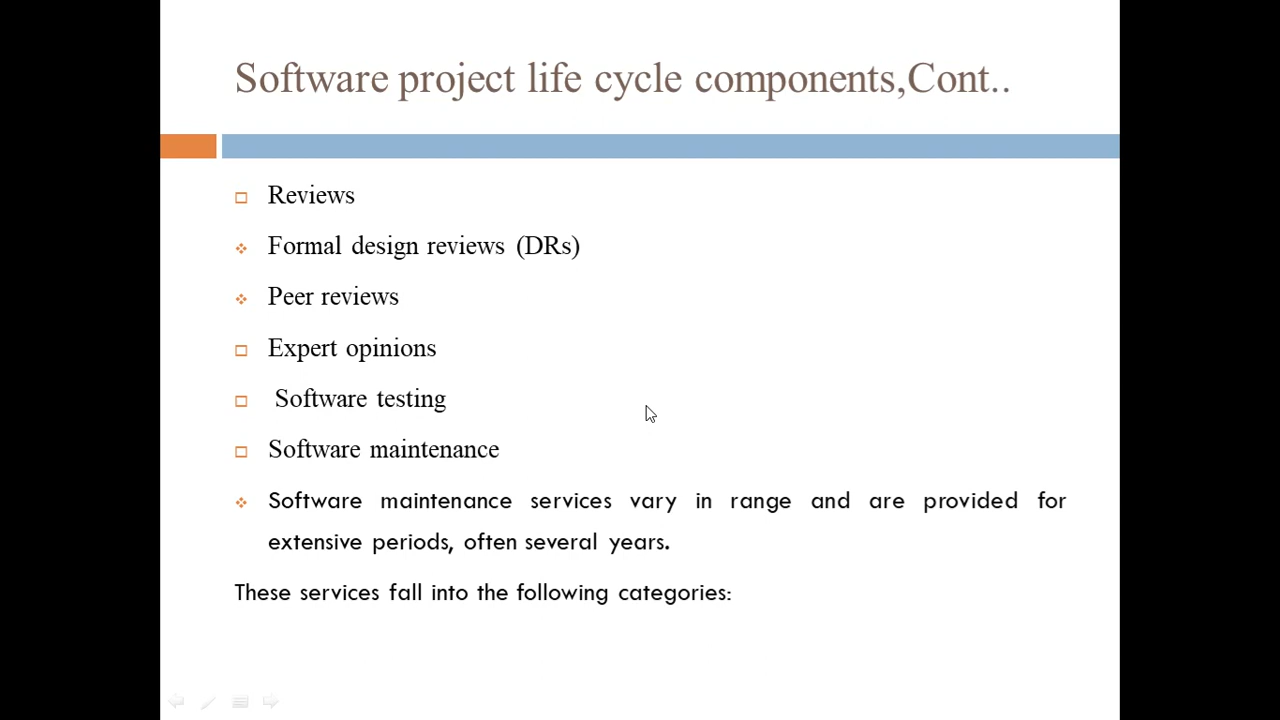 Software project life cycle components,Cont..
Reviews
Formal design reviews (DRs)
Peer reviews
Expert opinions
Software testing
Software maintenance
Software maintenance services vary in range and are provided for
extensive periods, often several years.
These services fall into the following categories: